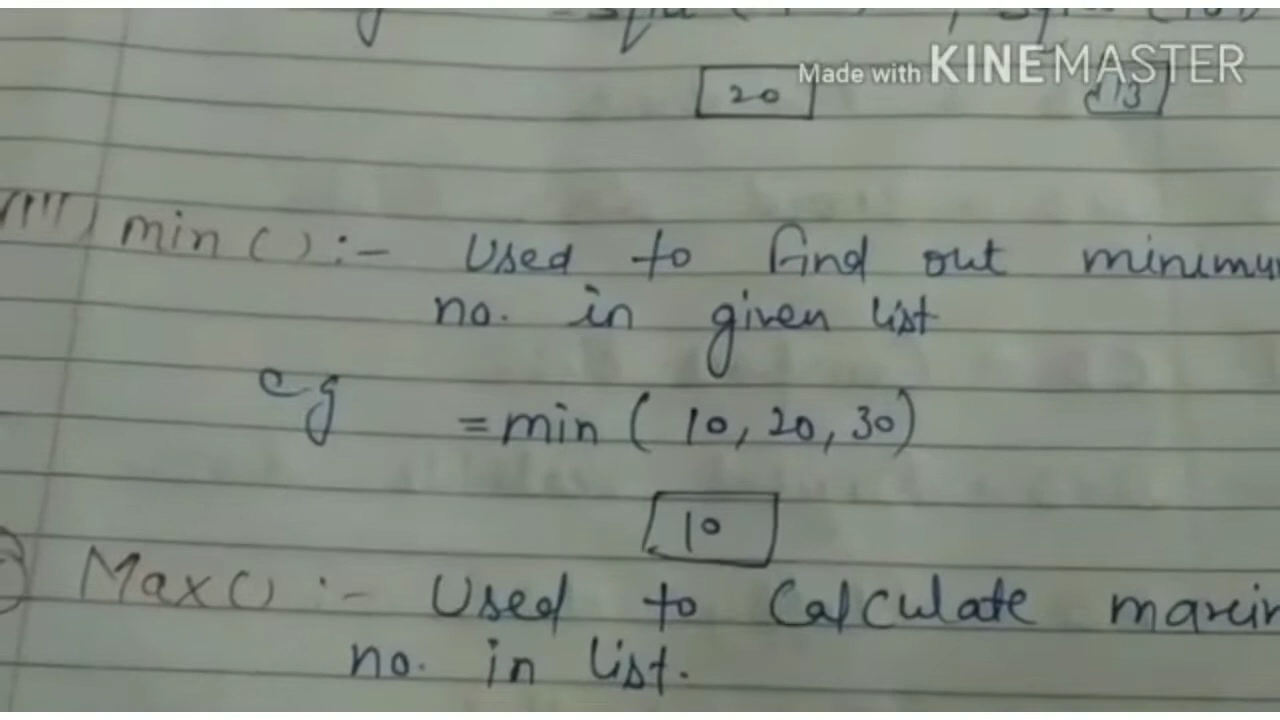 Made with KINEMASTER
20
min () :- Used to find out minimu
no. in given list
eg = min ( 10, 20, 30)
10
Max () :- Used to Calculate
no. in list.